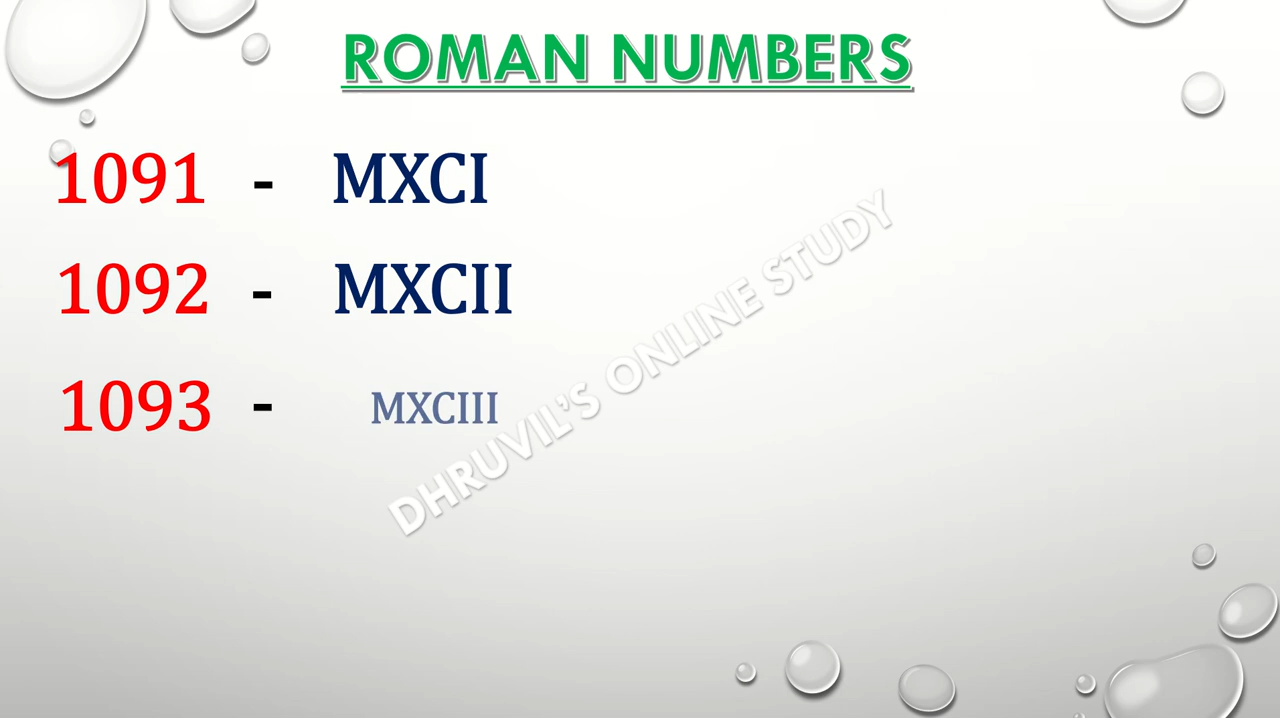 ROMAN NUMBERS
1091 - MXCI
1092 - MXCII
1093 - MXCIII
DHRUVIL'S ONLINE STUDY